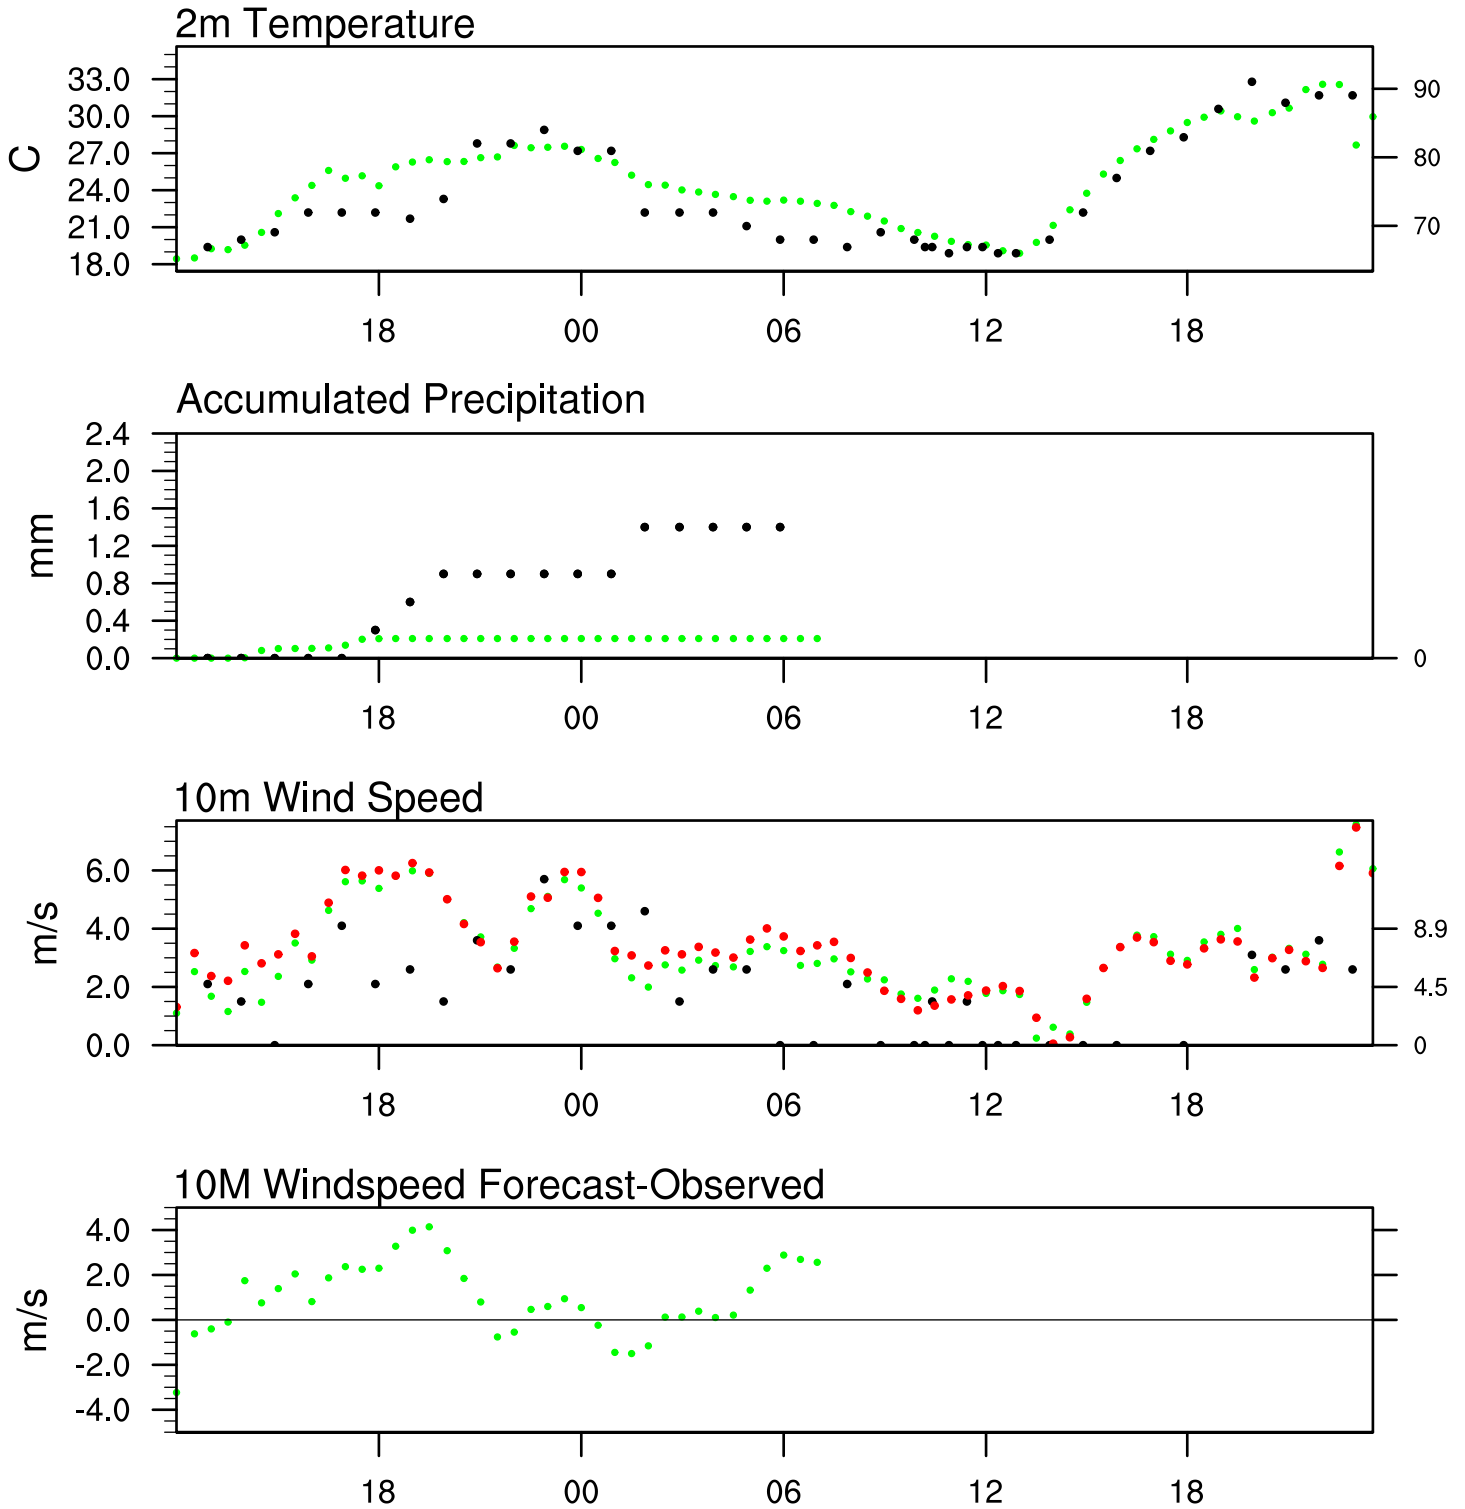 2m Temperature
33.0
30.0
27.0
24.0
21.0
18.0
C
90
80
70
18 00 06 12 18
Accumulated Precipitation
2.4
2.0
1.6
1.2
0.8
0.4
0.0
mm
0
18 00 06 12 18
10m Wind Speed
6.0
4.0
2.0
0.0
m/s
8.9
4.5
0
18 00 06 12 18
10M Windspeed Forecast-Observed
4.0
2.0
0.0
-2.0
-4.0
m/s
18 00 06 12 18